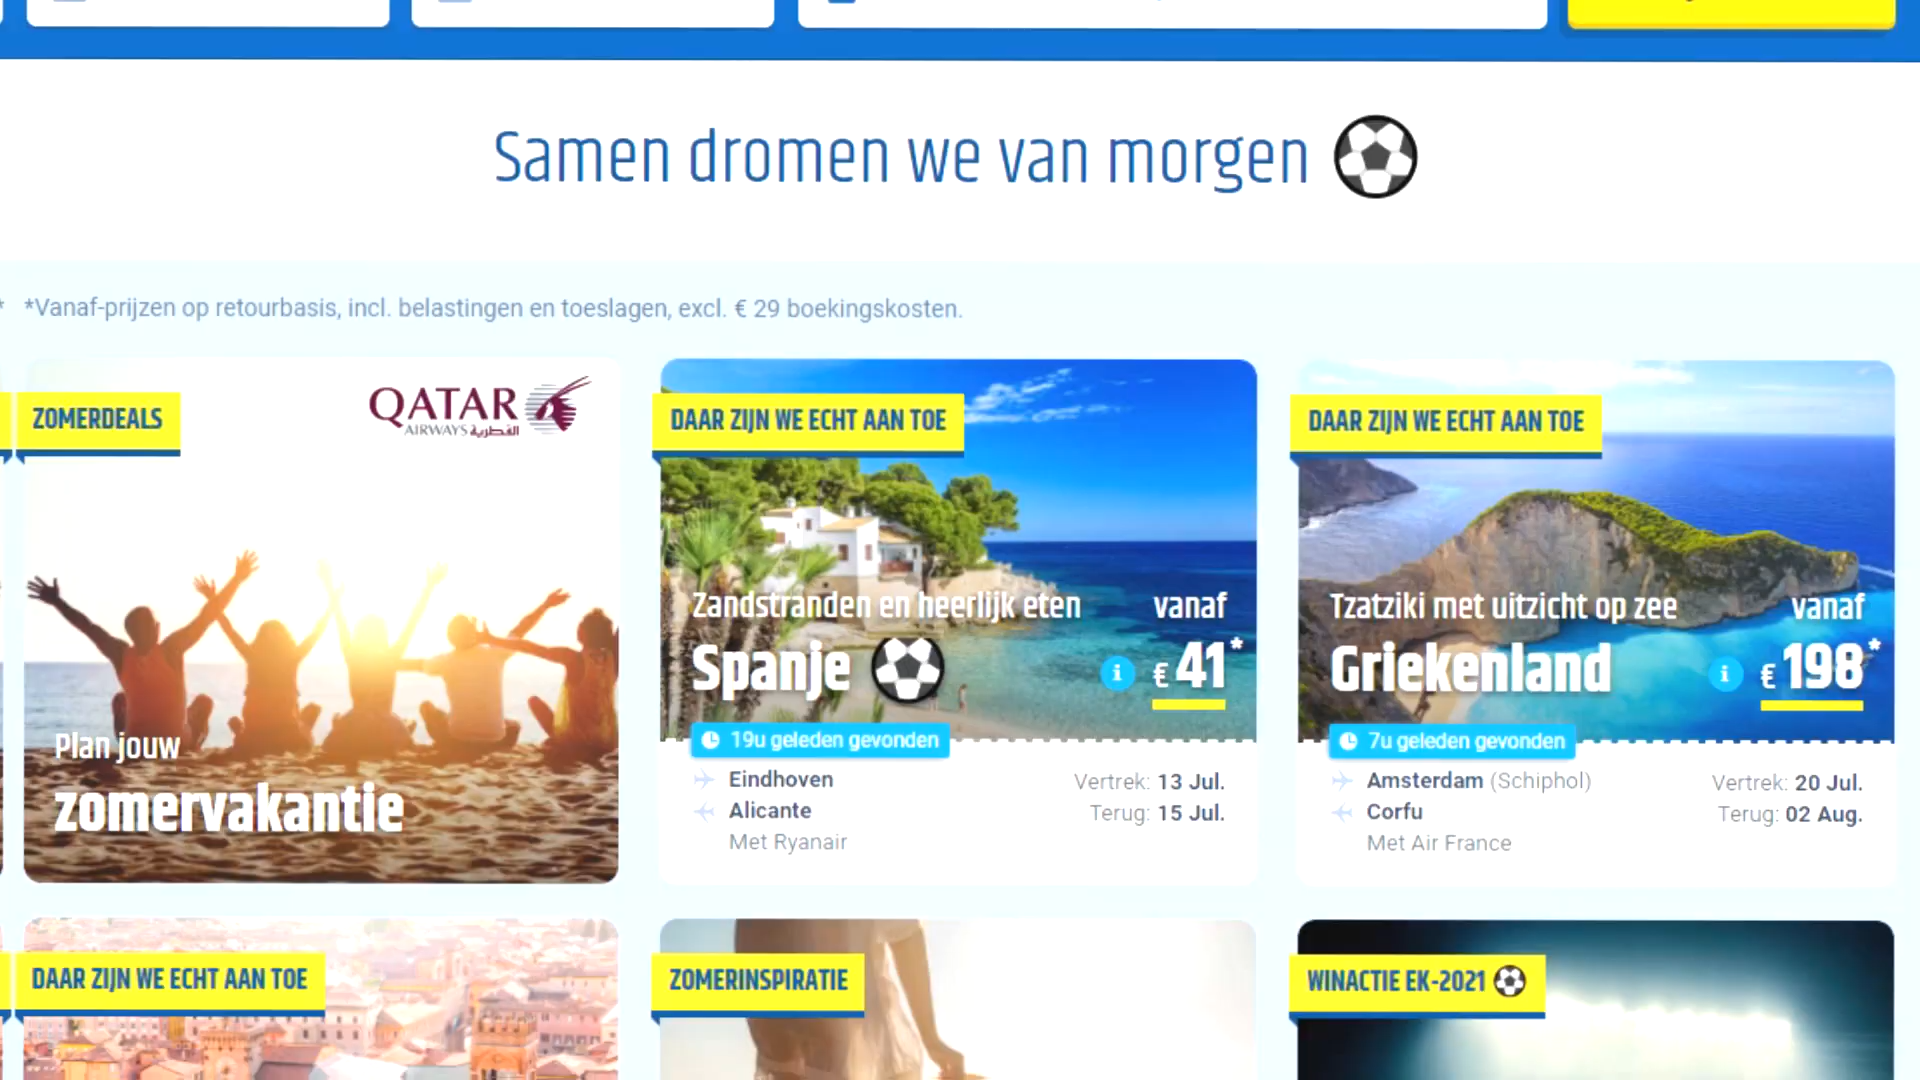 Samen dromen we van morgen
* *Vanaf-prijzen op retourbasis, incl. belastingen en toeslagen, excl. € 29 boekingskosten.
ZOMERDEALS
QATAR
AIRWAYS القطرية
Plan jouw
zomervakantie
DAAR ZIJN WE ECHT AAN TOE
Zandstranden en heerlijk eten
vanaf
Spanje
i € 41*
19u geleden gevonden
Eindhoven
Vertrek: 13 Jul.
Alicante
Terug: 15 Jul.
Met Ryanair
DAAR ZIJN WE ECHT AAN TOE
Tzatziki met uitzicht op zee
vanaf
Griekenland
i € 198*
7u geleden gevonden
Amsterdam (Schiphol)
Vertrek: 20 Jul.
Corfu
Terug: 02 Aug.
Met Air France
DAAR ZIJN WE ECHT AAN TOE
ZOMERINSPIRATIE
WINACTIE EK-2021